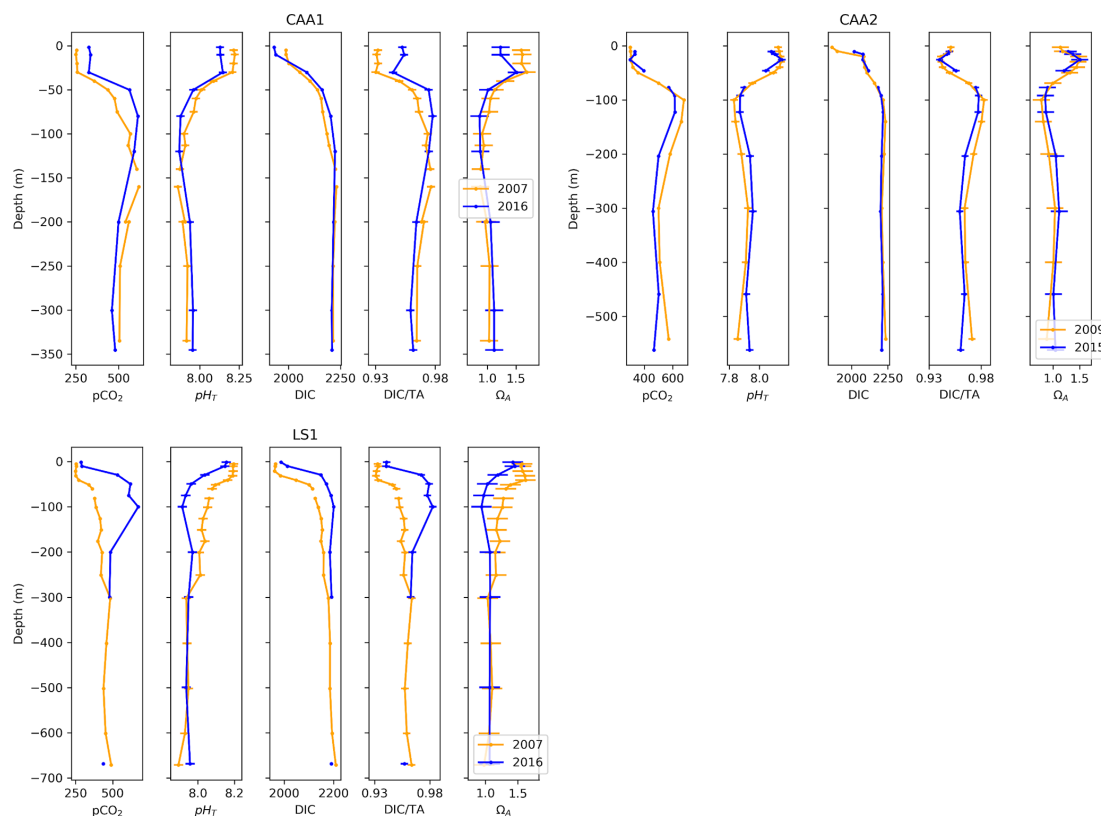 CAA1
Depth (m)
0
−50
−100
−150
−200
−250
−300
−350
250 500
8.00 8.25
2000 2250
0.93 0.98
1.0 1.5
pCO₂
pH_T
DIC
DIC/TA
Ω_A
2007
2016
CAA2
Depth (m)
0
−100
−200
−300
−400
−500
400 600
7.8 8.0
2000 2250
0.93 0.98
1.0 1.5
pCO₂
pH_T
DIC
DIC/TA
Ω_A
2009
2015
LS1
Depth (m)
0
−100
−200
−300
−400
−500
−600
−700
250 500
8.0 8.2
2000 2200
0.93 0.98
1.0 1.5
pCO₂
pH_T
DIC
DIC/TA
Ω_A
2007
2016